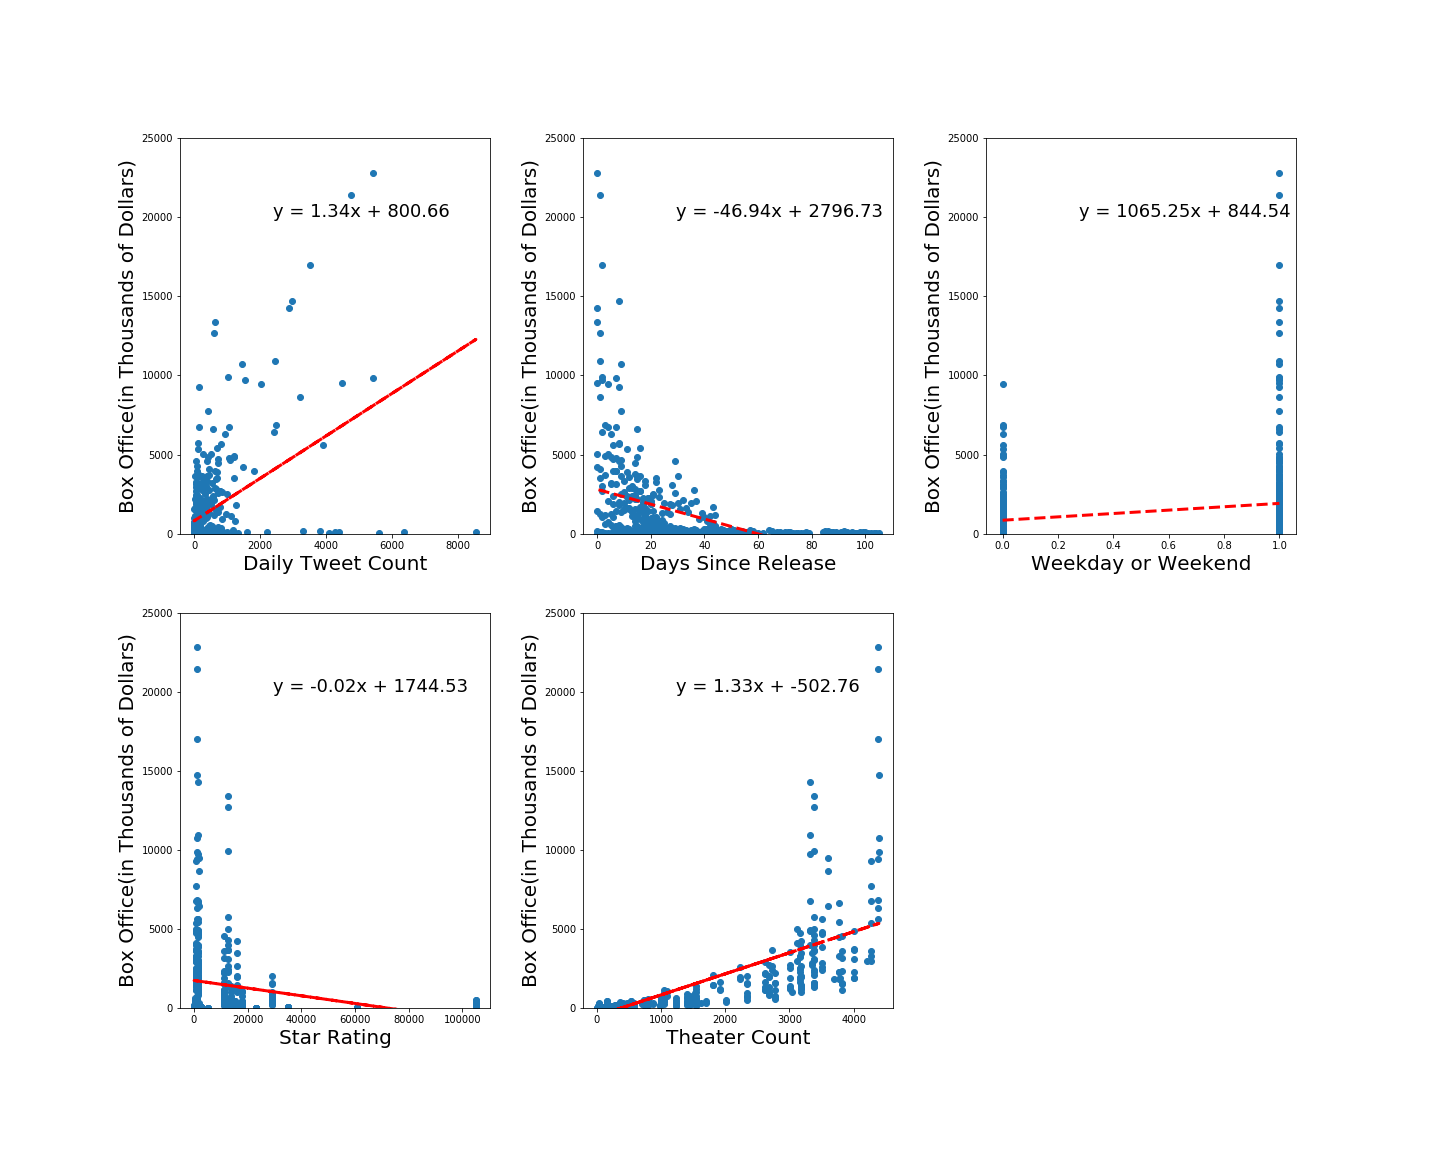 25000
20000
15000
10000
5000
0
Box Office(in Thousands of Dollars)
y = 1.34x + 800.66
0 2000 4000 6000 8000
Daily Tweet Count
25000
20000
15000
10000
5000
0
Box Office(in Thousands of Dollars)
y = -46.94x + 2796.73
0 20 40 60 80 100
Days Since Release
25000
20000
15000
10000
5000
0
Box Office(in Thousands of Dollars)
y = 1065.25x + 844.54
0.0 0.2 0.4 0.6 0.8 1.0
Weekday or Weekend
25000
20000
15000
10000
5000
0
Box Office(in Thousands of Dollars)
y = -0.02x + 1744.53
0 20000 40000 60000 80000 100000
Star Rating
25000
20000
15000
10000
5000
0
Box Office(in Thousands of Dollars)
y = 1.33x + -502.76
0 1000 2000 3000 4000
Theater Count